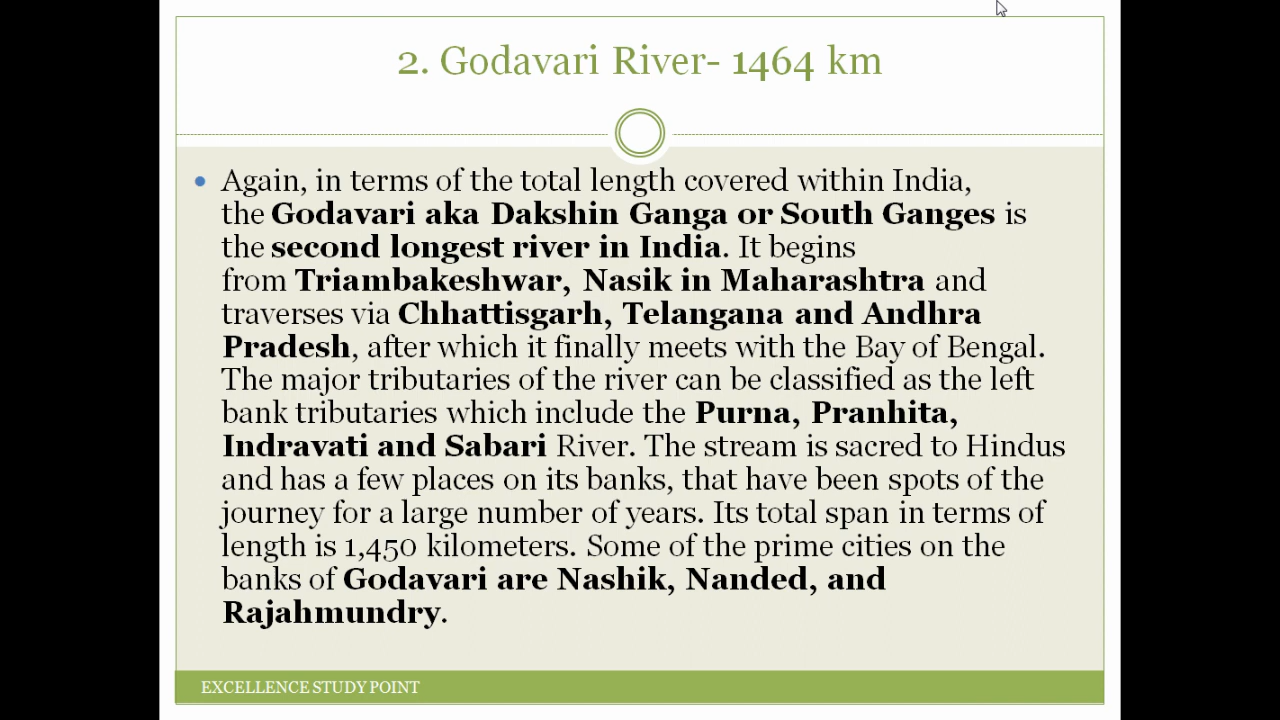 2. Godavari River- 1464 km
• Again, in terms of the total length covered within India,
the Godavari aka Dakshin Ganga or South Ganges is
the second longest river in India. It begins
from Triambakeshwar, Nasik in Maharashtra and
traverses via Chhattisgarh, Telangana and Andhra
Pradesh, after which it finally meets with the Bay of Bengal.
The major tributaries of the river can be classified as the left
bank tributaries which include the Purna, Pranhita,
Indravati and Sabari River. The stream is sacred to Hindus
and has a few places on its banks, that have been spots of the
journey for a large number of years. Its total span in terms of
length is 1,450 kilometers. Some of the prime cities on the
banks of Godavari are Nashik, Nanded, and
Rajahmundry.
EXCELLENCE STUDY POINT